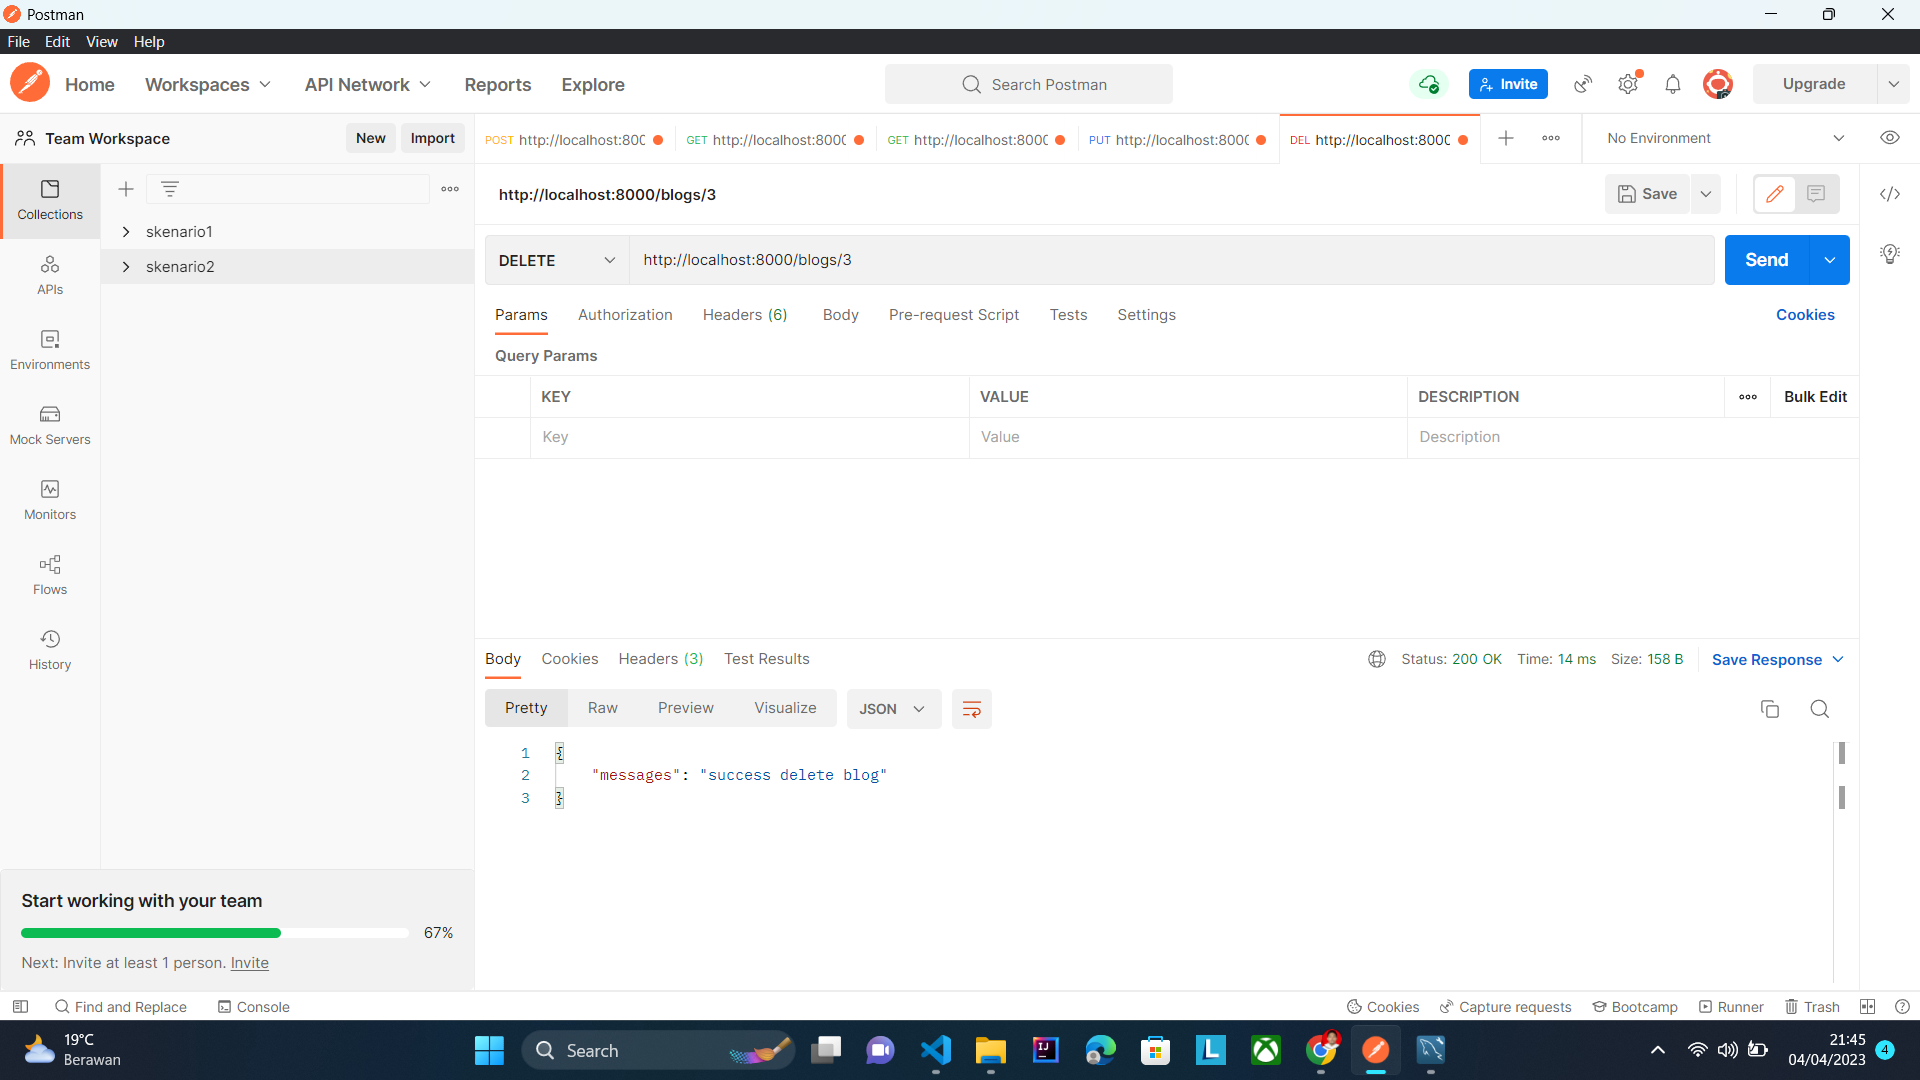 Postman
File Edit View Help
Home Workspaces API Network Reports Explore Search Postman Invite Upgrade
Team Workspace New Import
POST http://localhost:800 GET http://localhost:800 GET http://localhost:800 PUT http://localhost:800 DEL http://localhost:800 No Environment
Collections
APIs
Environments
Mock Servers
Monitors
Flows
History
skenario1
skenario2
http://localhost:8000/blogs/3 Save
DELETE http://localhost:8000/blogs/3 Send
Params Authorization Headers (6) Body Pre-request Script Tests Settings Cookies
Query Params
KEY VALUE DESCRIPTION Bulk Edit
Key Value Description
Body Cookies Headers (3) Test Results Status: 200 OK Time: 14 ms Size: 158 B Save Response
Pretty Raw Preview Visualize JSON
1 {
2 "messages": "success delete blog"
3 }
Start working with your team
67%
Next: Invite at least 1 person. Invite
Find and Replace Console Cookies Capture requests Bootcamp Runner Trash
19°C
Berawan
Search
IJ
L
21:45
04/04/2023
4